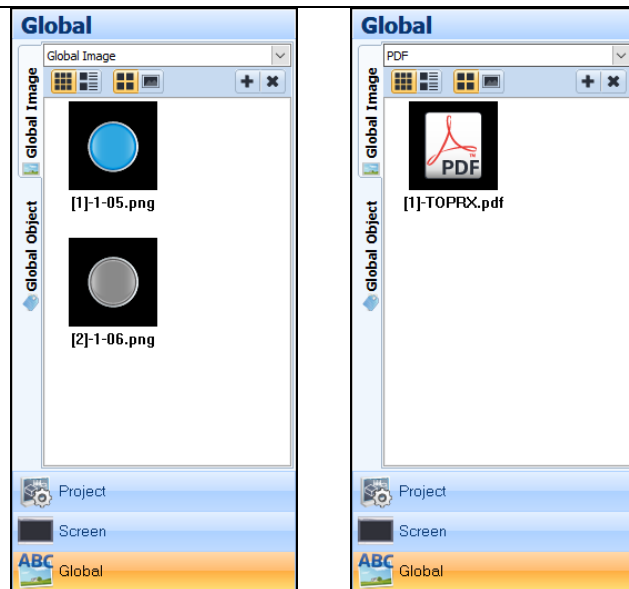 Global
Global Image
Global Image
Global Object
[1]-1-05.png
[2]-1-06.png
Project
Screen
ABC
Global
Global
PDF
Global Image
Global Object
PDF
[1]-TOPRX.pdf
Project
Screen
ABC
Global